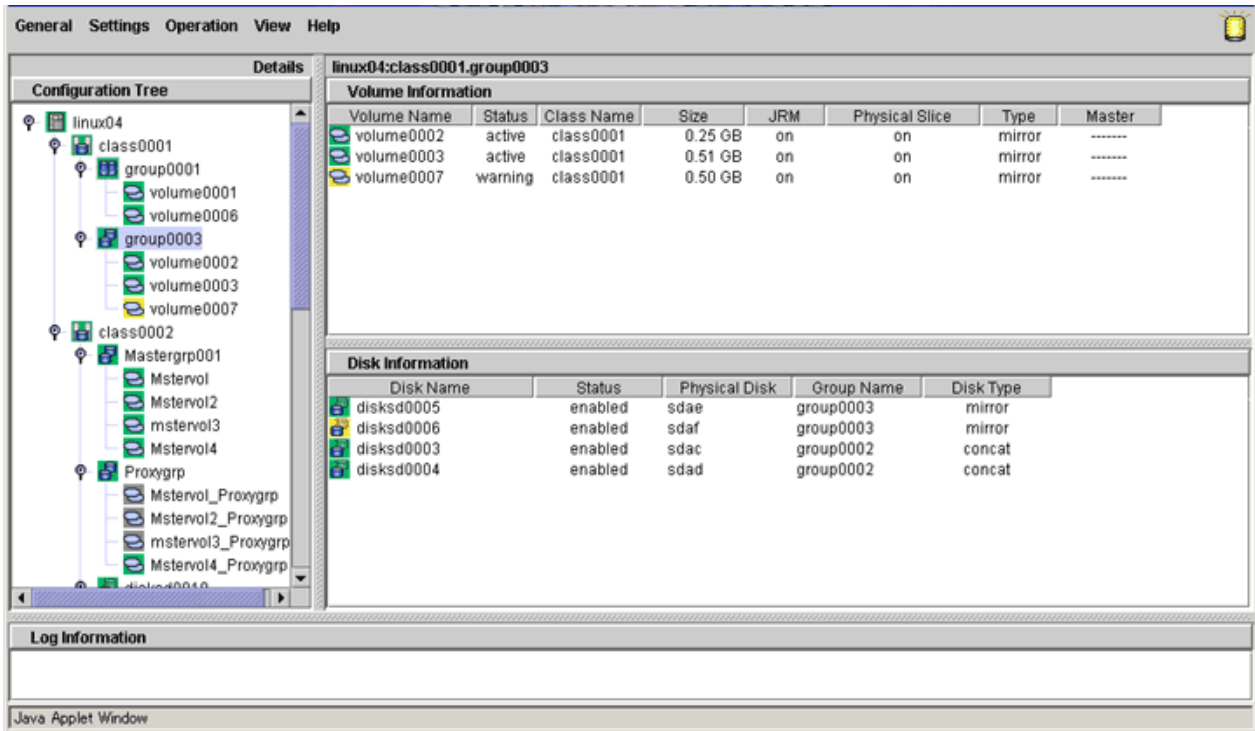 General Settings Operation View Help
Details
Configuration Tree
linux04
class0001
group0001
volume0001
volume0006
group0003
volume0002
volume0003
volume0007
class0002
Mastergrp001
Mstervol
Mstervol2
mstervol3
Mstervol4
Proxygrp
Mstervol_Proxygrp
Mstervol2_Proxygrp
mstervol3_Proxygrp
Mstervol4_Proxygrp
linux04:class0001.group0003
Volume Information
Volume Name Status Class Name Size JRM Physical Slice Type Master
volume0002 active class0001 0.25 GB on on mirror -------
volume0003 active class0001 0.51 GB on on mirror -------
volume0007 warning class0001 0.50 GB on on mirror -------
Disk Information
Disk Name Status Physical Disk Group Name Disk Type
disksd0005 enabled sdae group0003 mirror
disksd0006 enabled sdaf group0003 mirror
disksd0003 enabled sdac group0002 concat
disksd0004 enabled sdad group0002 concat
Log Information
Java Applet Window